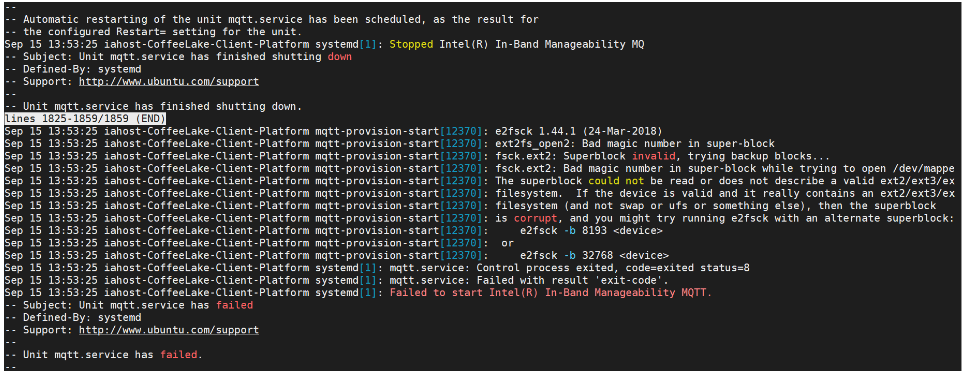 --
-- Automatic restarting of the unit mqtt.service has been scheduled, as the result for
-- the configured Restart= setting for the unit.
Sep 15 13:53:25 iahost-CoffeeLake-Client-Platform systemd[1]: Stopped Intel(R) In-Band Manageability MQ
-- Subject: Unit mqtt.service has finished shutting down
-- Defined-By: systemd
-- Support: http://www.ubuntu.com/support
--
-- Unit mqtt.service has finished shutting down.
lines 1825-1859/1859 (END)
Sep 15 13:53:25 iahost-CoffeeLake-Client-Platform mqtt-provision-start[12370]: e2fsck 1.44.1 (24-Mar-2018)
Sep 15 13:53:25 iahost-CoffeeLake-Client-Platform mqtt-provision-start[12370]: ext2fs_open2: Bad magic number in super-block
Sep 15 13:53:25 iahost-CoffeeLake-Client-Platform mqtt-provision-start[12370]: fsck.ext2: Superblock invalid, trying backup blocks...
Sep 15 13:53:25 iahost-CoffeeLake-Client-Platform mqtt-provision-start[12370]: fsck.ext2: Bad magic number in super-block while trying to open /dev/mappe
Sep 15 13:53:25 iahost-CoffeeLake-Client-Platform mqtt-provision-start[12370]: The superblock could not be read or does not describe a valid ext2/ext3/ex
Sep 15 13:53:25 iahost-CoffeeLake-Client-Platform mqtt-provision-start[12370]: filesystem.  If the device is valid and it really contains an ext2/ext3/ex
Sep 15 13:53:25 iahost-CoffeeLake-Client-Platform mqtt-provision-start[12370]: filesystem (and not swap or ufs or something else), then the superblock
Sep 15 13:53:25 iahost-CoffeeLake-Client-Platform mqtt-provision-start[12370]: is corrupt, and you might try running e2fsck with an alternate superblock:
Sep 15 13:53:25 iahost-CoffeeLake-Client-Platform mqtt-provision-start[12370]:     e2fsck -b 8193 <device>
Sep 15 13:53:25 iahost-CoffeeLake-Client-Platform mqtt-provision-start[12370]:  or
Sep 15 13:53:25 iahost-CoffeeLake-Client-Platform mqtt-provision-start[12370]:     e2fsck -b 32768 <device>
Sep 15 13:53:25 iahost-CoffeeLake-Client-Platform systemd[1]: mqtt.service: Control process exited, code=exited status=8
Sep 15 13:53:25 iahost-CoffeeLake-Client-Platform systemd[1]: mqtt.service: Failed with result 'exit-code'.
Sep 15 13:53:25 iahost-CoffeeLake-Client-Platform systemd[1]: Failed to start Intel(R) In-Band Manageability MQTT.
-- Subject: Unit mqtt.service has failed
-- Defined-By: systemd
-- Support: http://www.ubuntu.com/support
--
-- Unit mqtt.service has failed.
--